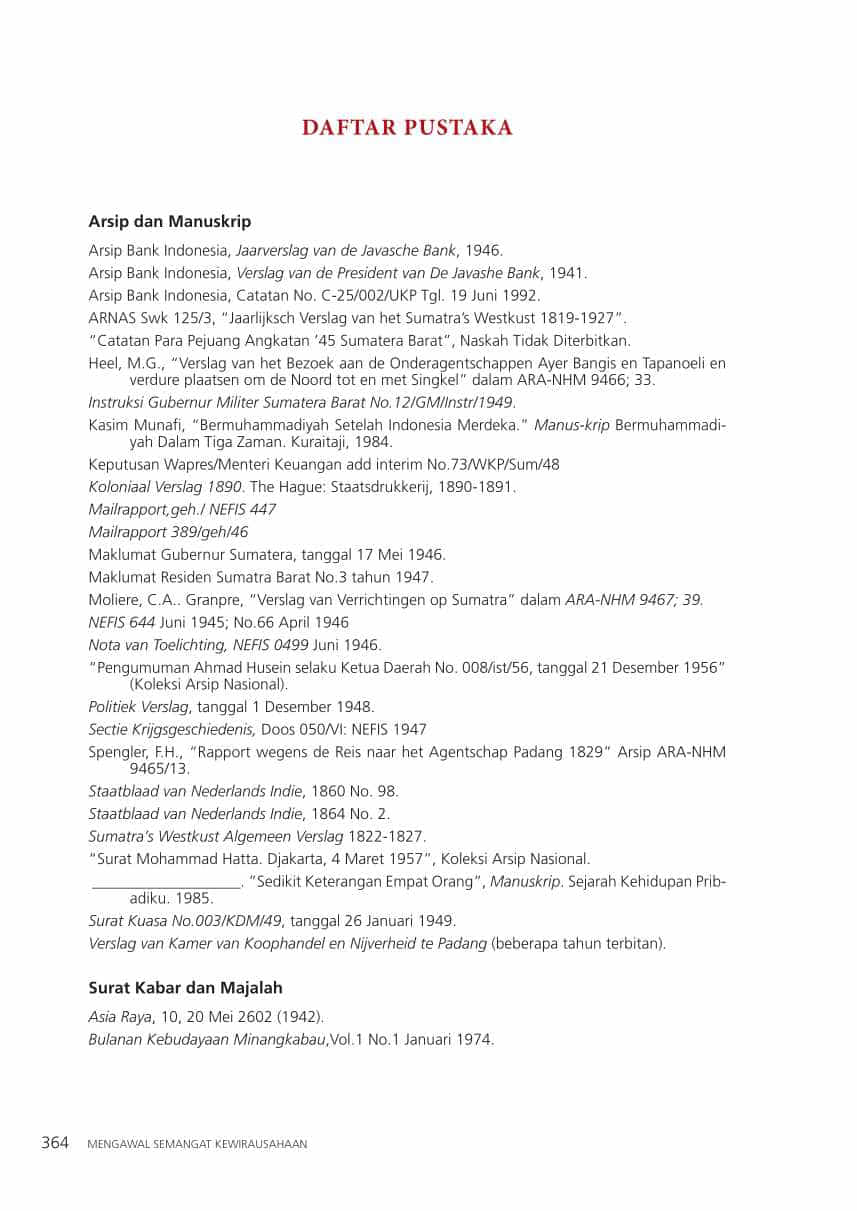 DAFTAR PUSTAKA
Arsip dan Manuskrip
Arsip Bank Indonesia, Jaarverslag van de Javasche Bank, 1946.
Arsip Bank Indonesia, Verslag van de President van De Javashe Bank, 1941.
Arsip Bank Indonesia, Catatan No. C-25/002/UKP Tgl. 19 Juni 1992.
ARNAS Swk 125/3, “Jaarlijksch Verslag van het Sumatra’s Westkust 1819-1927”.
“Catatan Para Pejuang Angkatan ’45 Sumatera Barat”, Naskah Tidak Diterbitkan.
Heel, M.G., “Verslag van het Bezoek aan de Onderagentschappen Ayer Bangis en Tapanoeli en
verdure plaatsen om de Noord tot en met Singkel” dalam ARA-NHM 9466; 33.
Instruksi Gubernur Militer Sumatera Barat No.12/GM/Instr/1949.
Kasim Munafi, “Bermuhammadiyah Setelah Indonesia Merdeka.” Manus-krip Bermuhammadi-
yah Dalam Tiga Zaman. Kuraitaji, 1984.
Keputusan Wapres/Menteri Keuangan add interim No.73/WKP/Sum/48
Koloniaal Verslag 1890. The Hague: Staatsdrukkerij, 1890-1891.
Mailrapport,geh./ NEFIS 447
Mailrapport 389/geh/46
Maklumat Gubernur Sumatera, tanggal 17 Mei 1946.
Maklumat Residen Sumatra Barat No.3 tahun 1947.
Moliere, C.A.. Granpre, “Verslag van Verrichtingen op Sumatra” dalam ARA-NHM 9467; 39.
NEFIS 644 Juni 1945; No.66 April 1946
Nota van Toelichting, NEFIS 0499 Juni 1946.
“Pengumuman Ahmad Husein selaku Ketua Daerah No. 008/ist/56, tanggal 21 Desember 1956”
(Koleksi Arsip Nasional).
Politiek Verslag, tanggal 1 Desember 1948.
Sectie Krijgsgeschiedenis, Doos 050/VI: NEFIS 1947
Spengler, F.H., “Rapport wegens de Reis naar het Agentschap Padang 1829” Arsip ARA-NHM
9465/13.
Staatblaad van Nederlands Indie, 1860 No. 98.
Staatblaad van Nederlands Indie, 1864 No. 2.
Sumatra’s Westkust Algemeen Verslag 1822-1827.
“Surat Mohammad Hatta. Djakarta, 4 Maret 1957”, Koleksi Arsip Nasional.
___________________. “Sedikit Keterangan Empat Orang”, Manuskrip. Sejarah Kehidupan Prib-
adiku. 1985.
Surat Kuasa No.003/KDM/49, tanggal 26 Januari 1949.
Verslag van Kamer van Koophandel en Nijverheid te Padang (beberapa tahun terbitan).
Surat Kabar dan Majalah
Asia Raya, 10, 20 Mei 2602 (1942).
Bulanan Kebudayaan Minangkabau,Vol.1 No.1 Januari 1974.
364 MENGAWAL SEMANGAT KEWIRAUSAHAAN